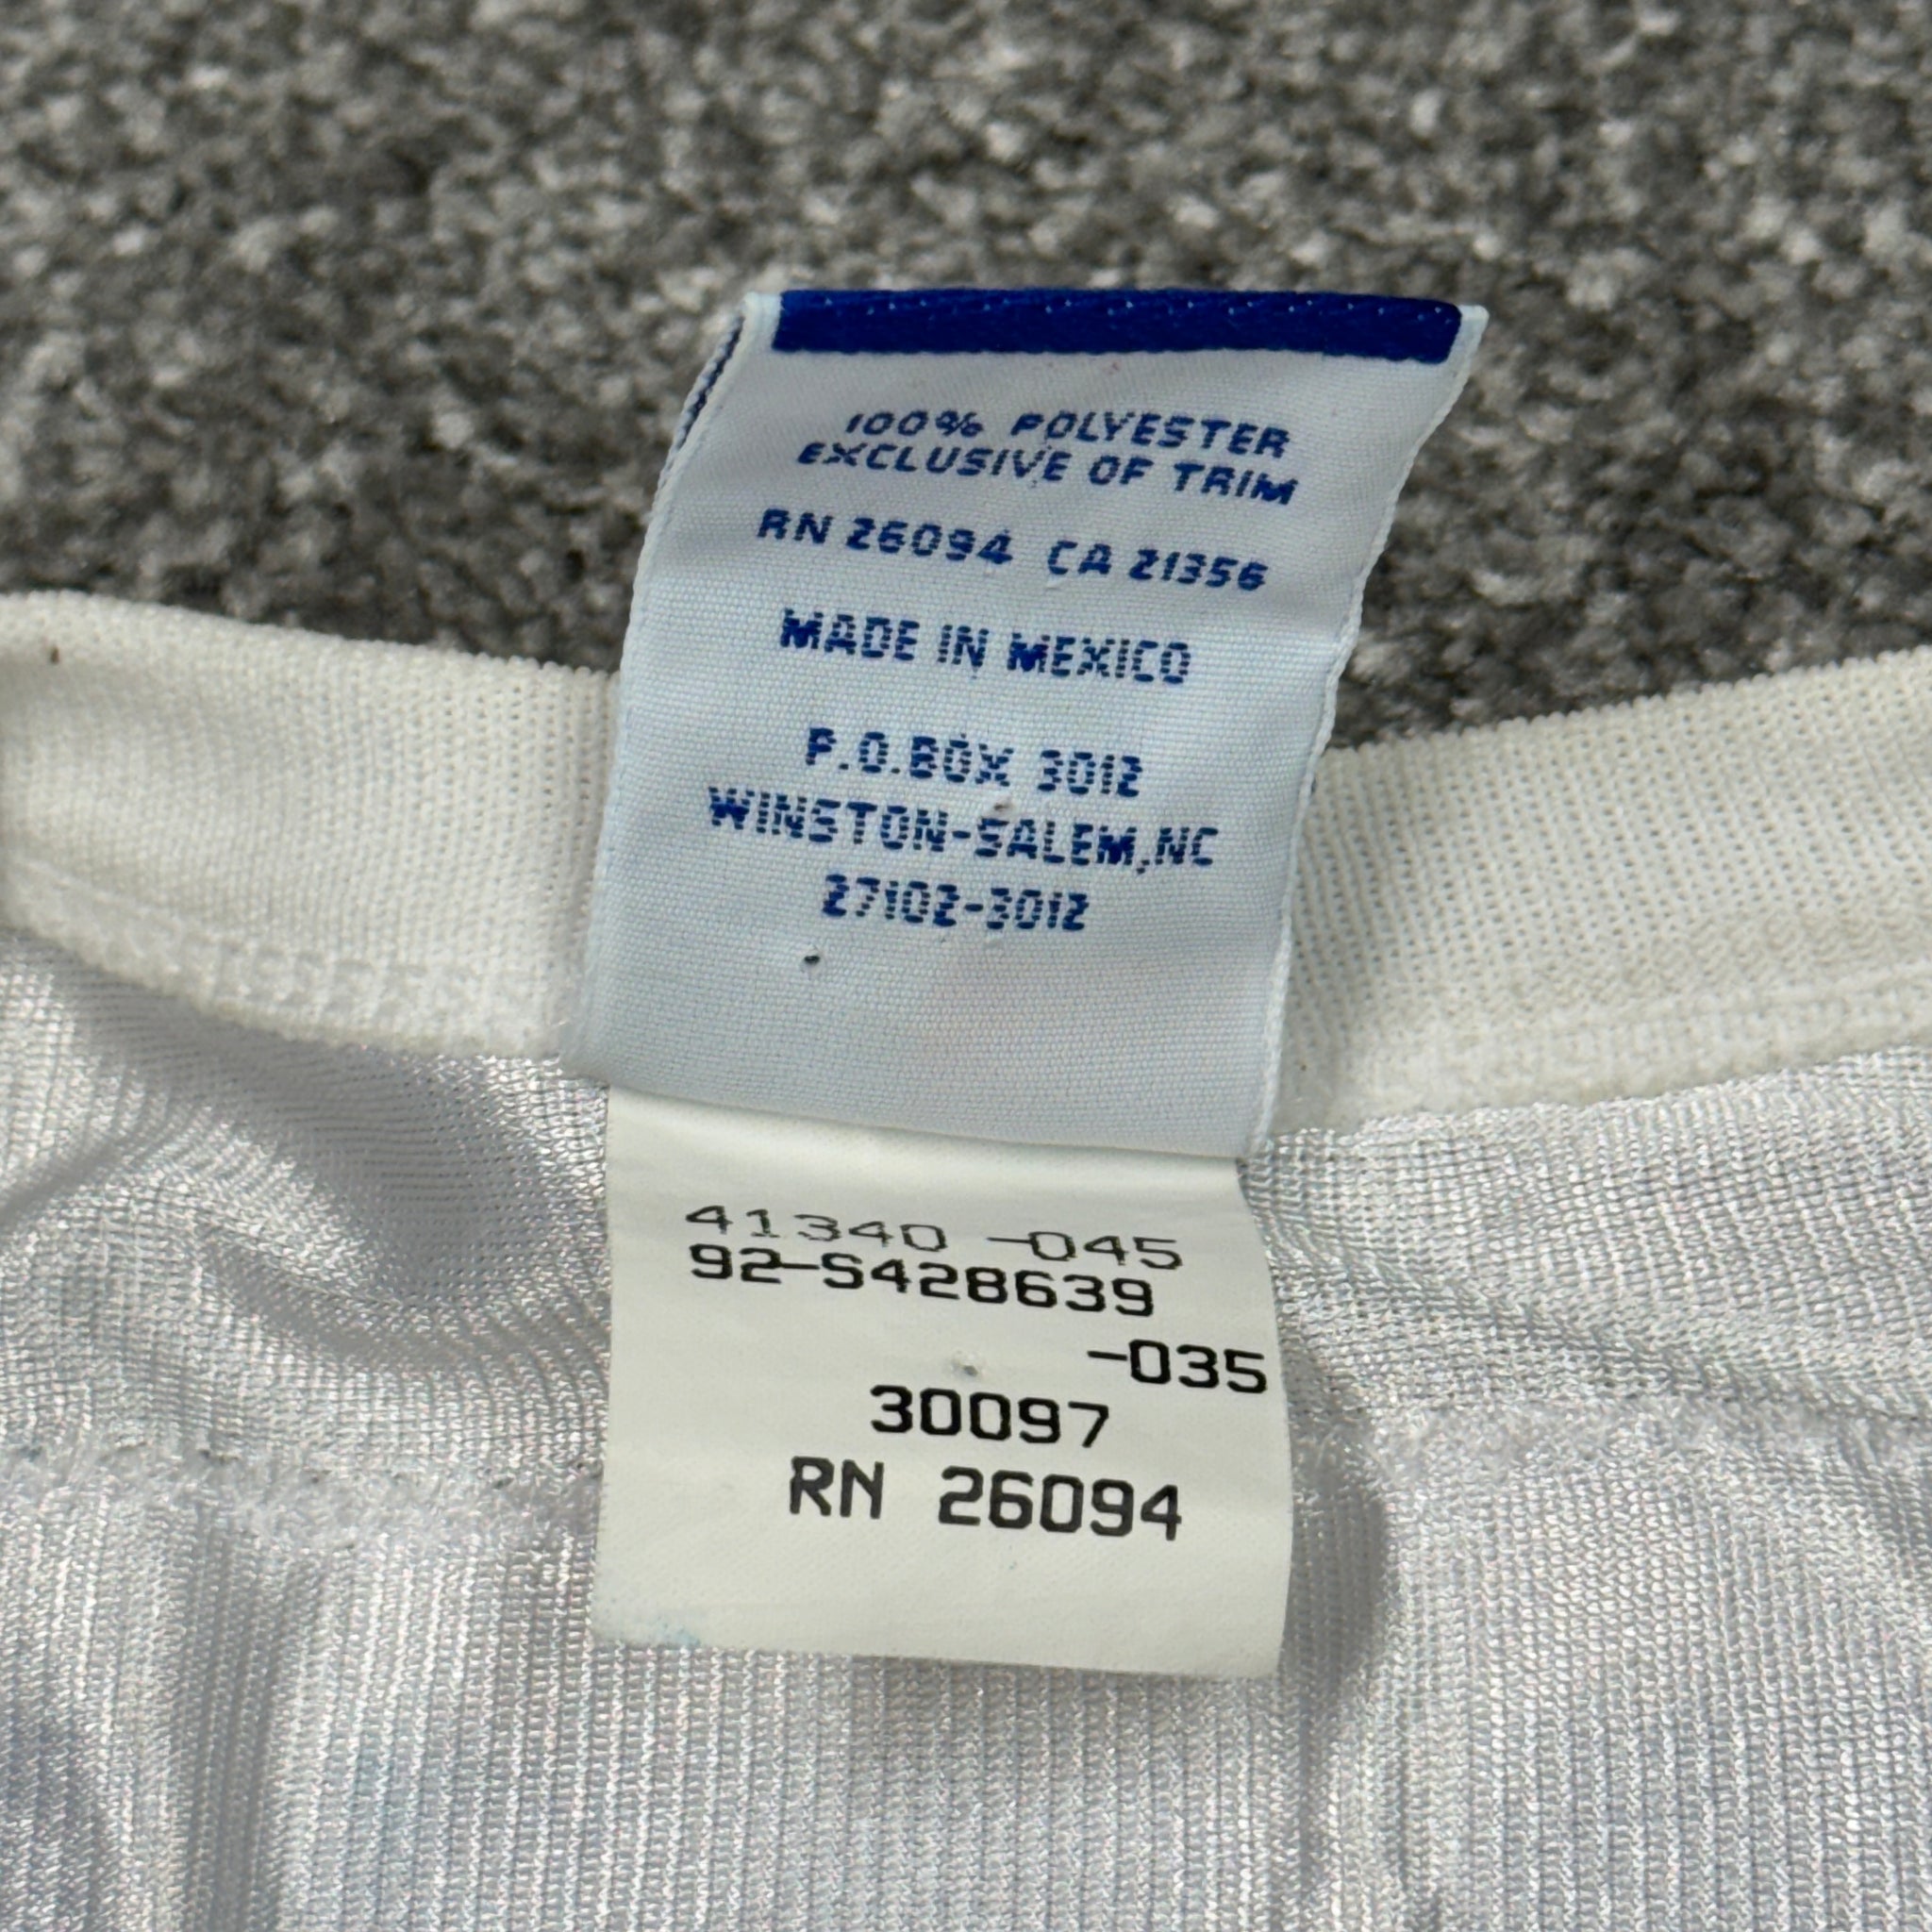 100% POLYESTER
EXCLUSIVE OF TRIM
RN 26094 CA 21356
MADE IN MEXICO
P.O.BOX 3012
WINSTON-SALEM,NC
27102-3012
41340 -045
92-S428639
-035
30097
RN 26094